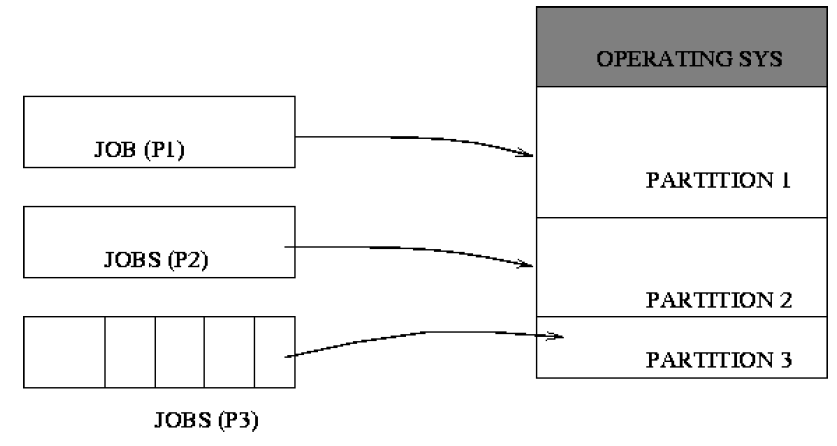 OPERATING SYS
JOB (P1)
PARTITION 1
JOBS (P2)
PARTITION 2
PARTITION 3
JOBS (P3)